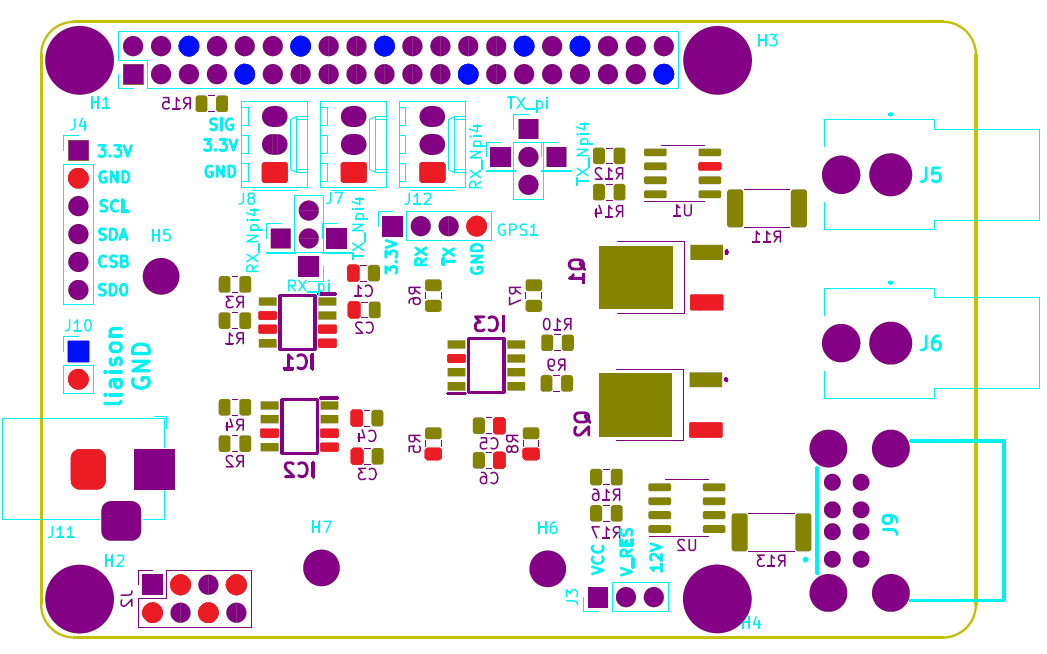 H3
H1
R15
TX_pi
J4
SIG
3.3V
GND
RX_Npi4
TX_Npi4
3.3V
GND
SCL
SDA
CSB
SD0
R12
R14
U1
J5
R11
J8
J7
J12
RX_Npi4
TX_Npi4
3.3V
RX
TX
GND
GPS1
H5
RX_pi
R3
R1
C1
C2
R6
R7
Q1
IC1
IC3
R10
R9
J6
J10
liaison
GND
R4
R2
C4
C3
IC2
R5
C5
C6
R8
Q2
R16
R17
U2
R13
J9
J11
H7
H6
VCC
V_RES
12V
H2
J2
J3
H4